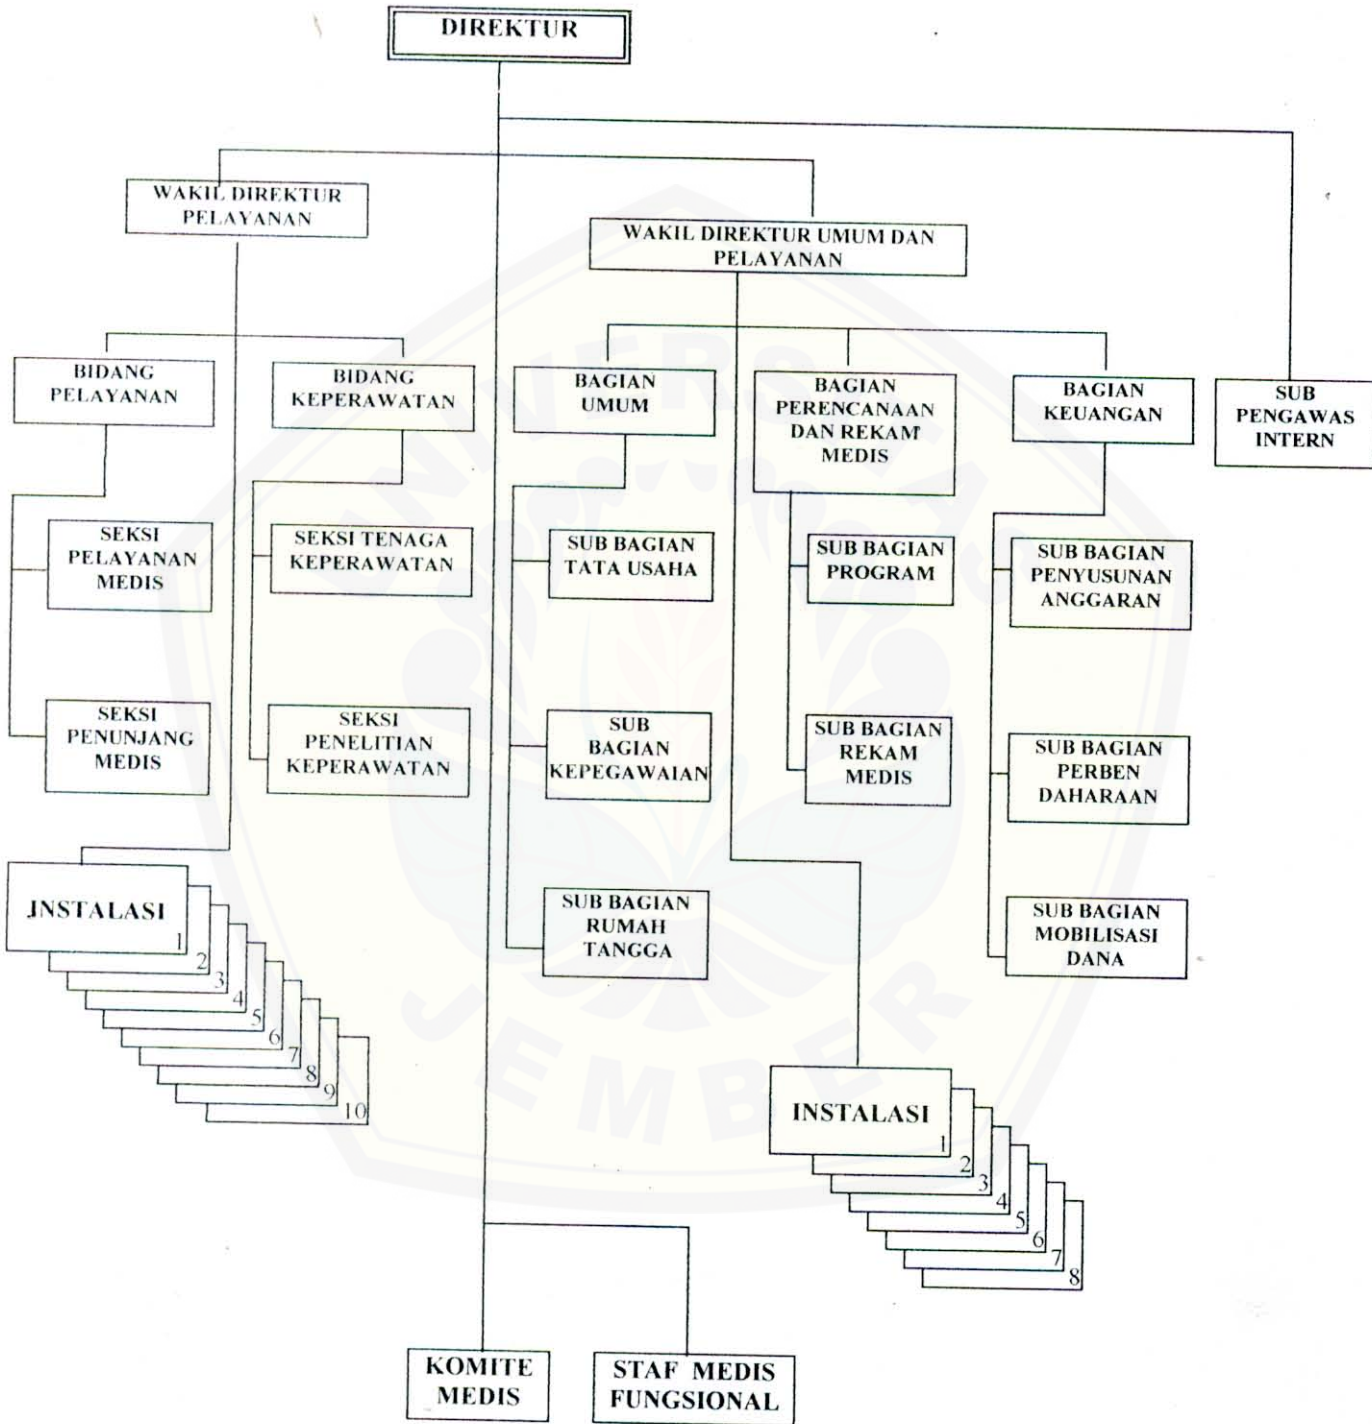 DIREKTUR
WAKIL DIREKTUR
PELAYANAN
WAKIL DIREKTUR UMUM DAN
PELAYANAN
BIDANG
PELAYANAN
BIDANG
KEPERAWATAN
BAGIAN
UMUM
BAGIAN
PERENCANAAN
DAN REKAM
MEDIS
BAGIAN
KEUANGAN
SUB
PENGAWAS
INTERN
SEKSI
PELAYANAN
MEDIS
SEKSI TENAGA
KEPERAWATAN
SUB BAGIAN
TATA USAHA
SUB BAGIAN
PROGRAM
SUB BAGIAN
PENYUSUNAN
ANGGARAN
SEKSI
PENUNJANG
MEDIS
SEKSI
PENELITIAN
KEPERAWATAN
SUB
BAGIAN
KEPEGAWAIAN
SUB BAGIAN
REKAM
MEDIS
SUB BAGIAN
PERBEN
DAHARAAN
SUB BAGIAN
RUMAH
TANGGA
SUB BAGIAN
MOBILISASI
DANA
INSTALASI
1
2
3
4
5
6
7
8
9
10
INSTALASI
1
2
3
4
5
6
7
8
KOMITE
MEDIS
STAF MEDIS
FUNGSIONAL
UNIVERSITAS
JEMBER